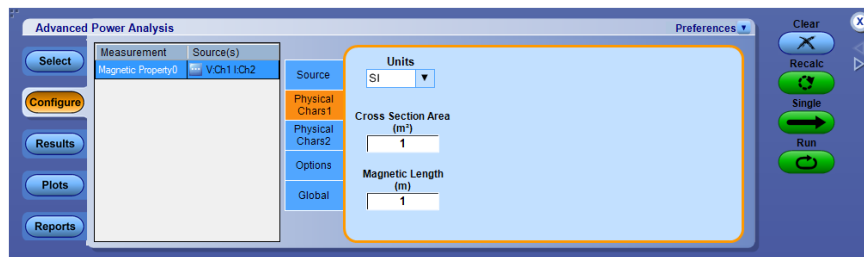 Advanced Power Analysis
Preferences
Clear
Select
Configure
Results
Plots
Reports
Measurement Source(s)
Magnetic Property0 V:Ch1 I:Ch2
Source
Physical
Chars1
Physical
Chars2
Options
Global
Units
SI
Cross Section Area
(m²)
1
Magnetic Length
(m)
1
X
Recalc
Single
Run